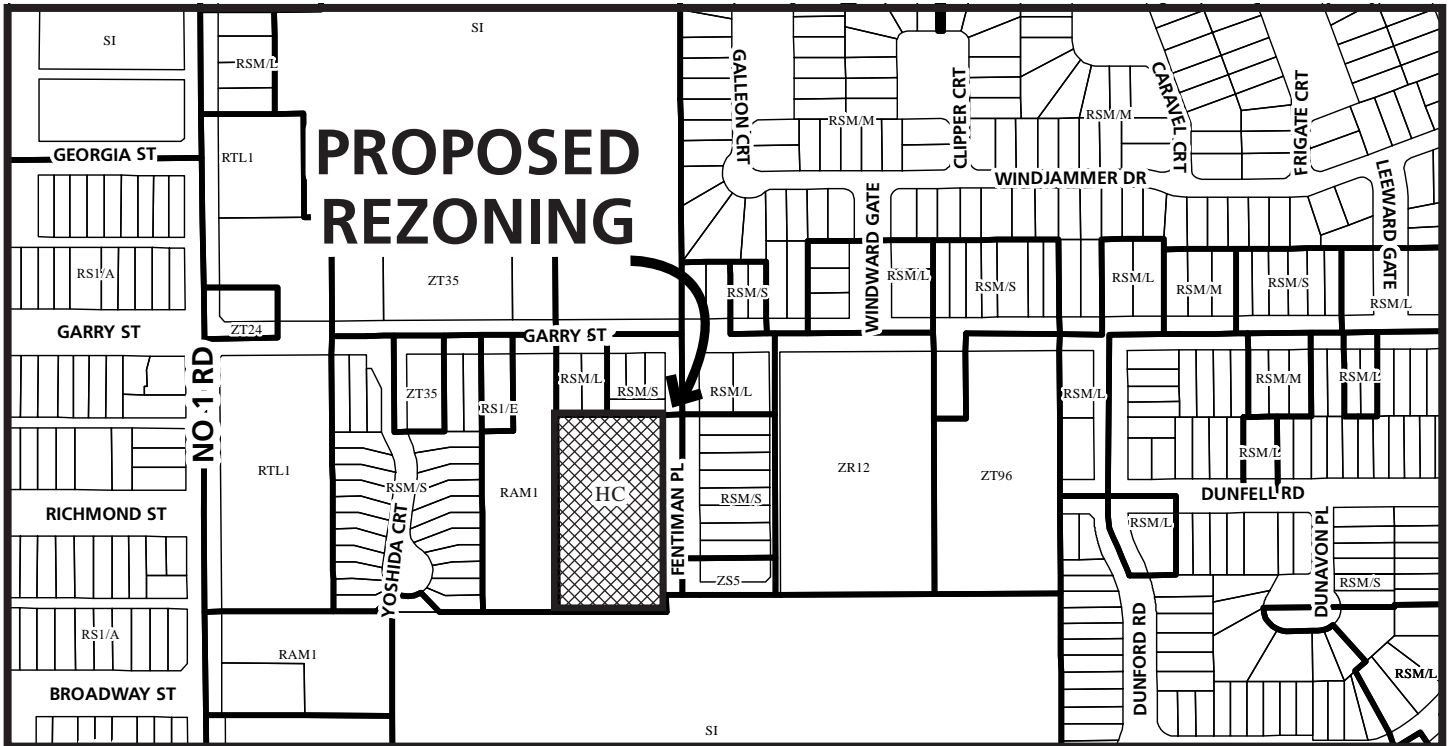 SI
SI
RSM/L
GALLEON CRT
CLIPPER CRT
CARAVEL CRT
FRIGATE CRT
RSM/M
RSM/M
PROPOSED
REZONING
GEORGIA ST
RTL1
WINDJAMMER DR
LEEWARD GATE
WINDWARD GATE
RS1/A
ZT35
RSM/S
RSM/L
RSM/S
RSM/L
RSM/M
RSM/S
RSM/L
GARRY ST
ZT24
GARRY ST
NO 1 RD
ZT35
RS1/E
RSM/L
RSM/S
RSM/L
RSM/L
RSM/M
RSM/L
RTL1
RSM/S
RAM1
HC
FENTIMAN PL
RSM/S
ZR12
ZT96
RSM/L
DUNFELL RD
RICHMOND ST
YOSHIDA CRT
RSM/L
DUNAVON PL
ZS5
RSM/S
RS1/A
RAM1
DUNFORD RD
RSM/L
BROADWAY ST
SI